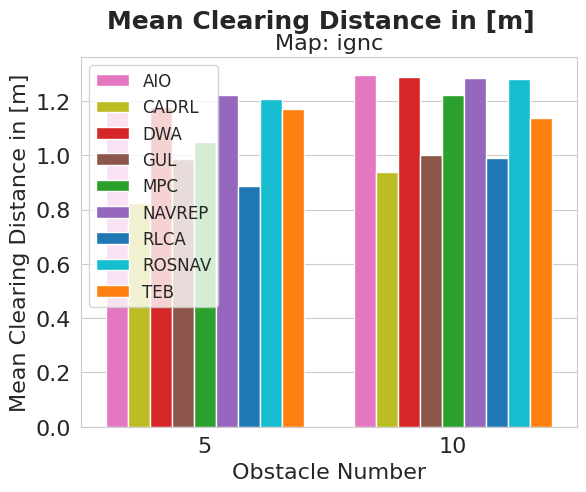 Mean Clearing Distance in [m]
Map: ignc
Mean Clearing Distance in [m]
1.2
1.0
0.8
0.6
0.4
0.2
0.0
AIO
CADRL
DWA
GUL
MPC
NAVREP
RLCA
ROSNAV
TEB
5
10
Obstacle Number